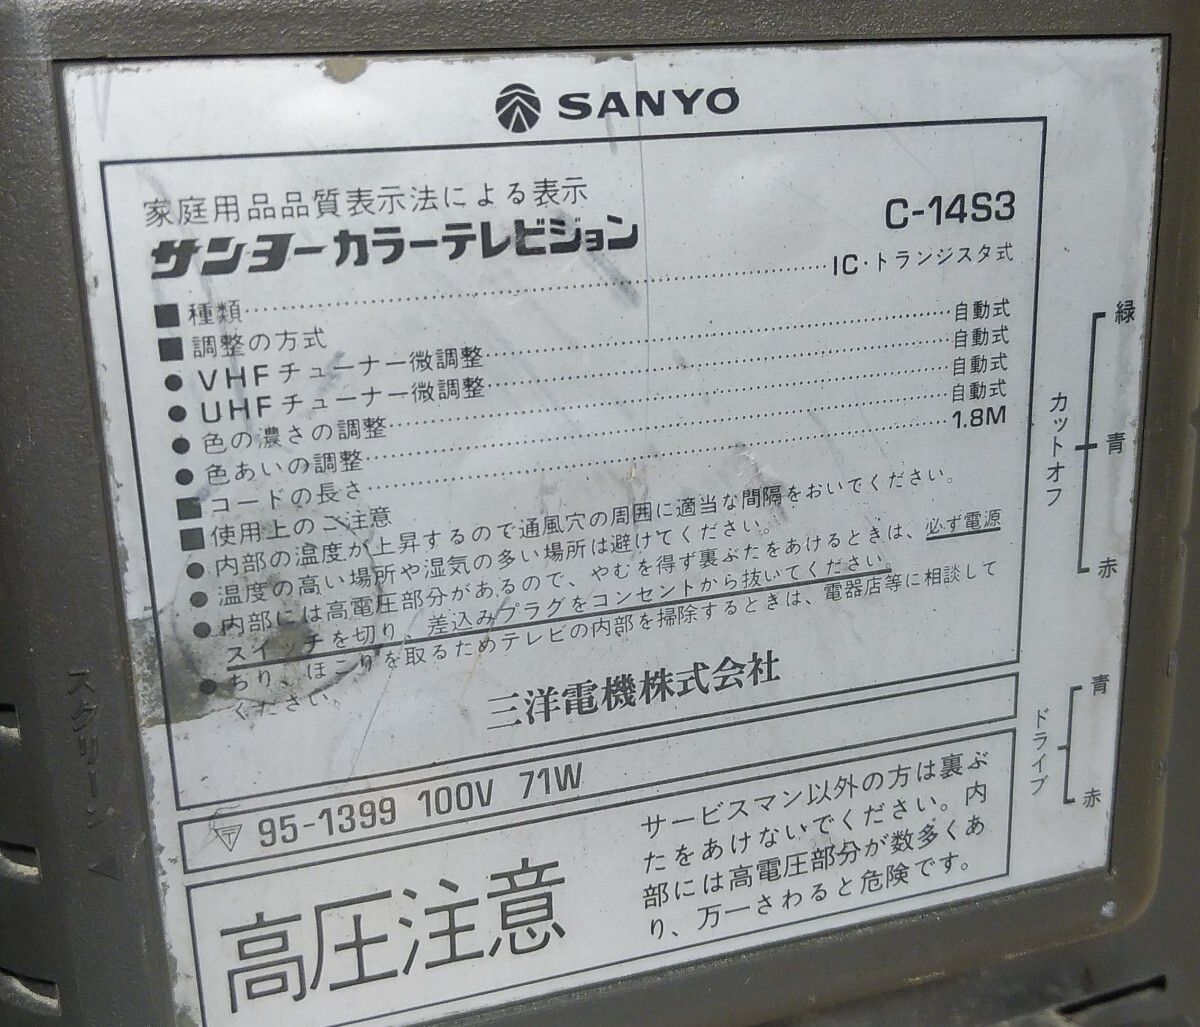 SANYO
家庭用品品質表示法による表示
サンヨーカラーテレビジョン C-14S3
■種類……IC・トランジスタ式
■調整の方式
●VHFチューナー微調整……自動式
●UHFチューナー微調整……自動式
●色の濃さの調整……自動式
●色あいの調整……自動式
■コードの長さ……1.8M
■使用上のご注意
●内部の温度が上昇するので通風穴の周囲に適当な間隔をおいてください。
●温度の高い場所や湿気の多い場所は避けてください。
●内部には高電圧部分があるので、やむを得ず裏ぶたをあけるときは、必ず電源
スイッチを切り、差込みプラグをコンセントから抜いてください。
●ちり、ほこりを取るためテレビの内部を掃除するときは、電器店等に相談して
ください。
三洋電機株式会社
〒 95-1399 100V 71W
高圧注意
サービスマン以外の方は裏ぶ
たをあけないでください。内
部には高電圧部分が数多くあ
り、万一さわると危険です。
カットオフ
緑
青
赤
ドライブ
青
赤
スクリーン